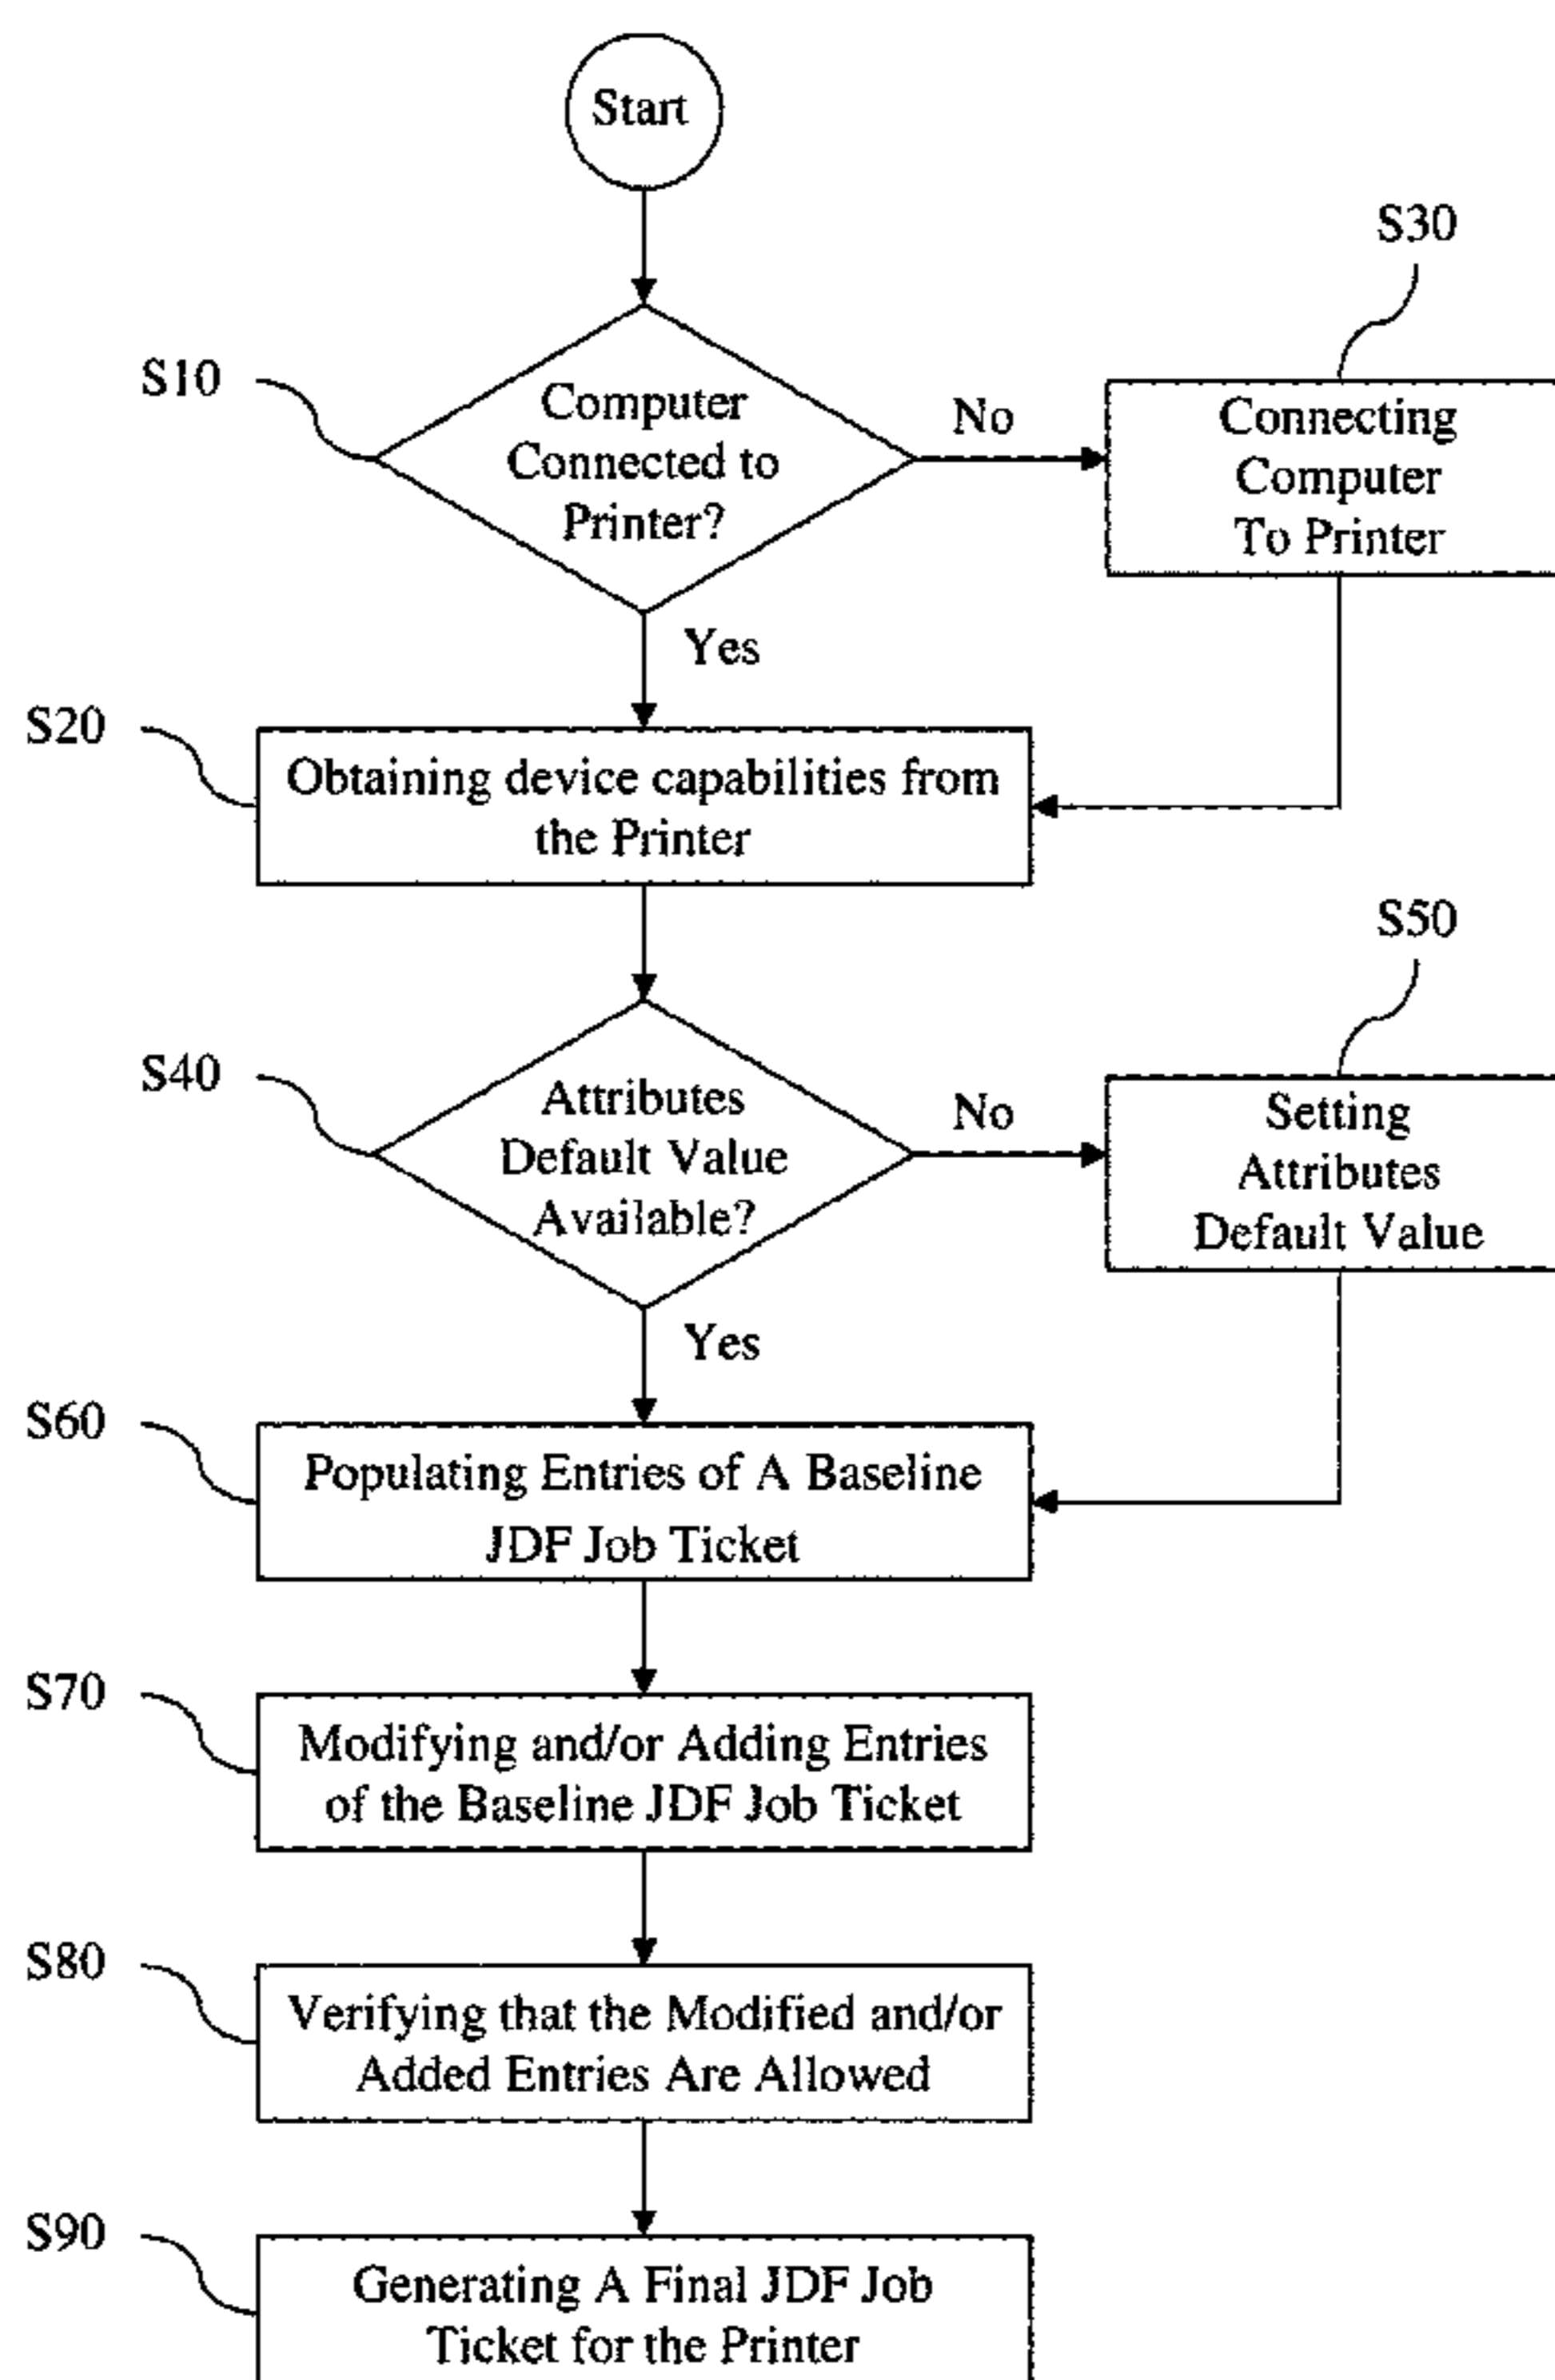 Start
S30
S10
Computer
Connected to
Printer?
No
Connecting
Computer
To Printer
Yes
S20
Obtaining device capabilities from
the Printer
S50
S40
Attributes
Default Value
Available?
No
Setting
Attributes
Default Value
Yes
S60
Populating Entries of A Baseline
JDF Job Ticket
S70
Modifying and/or Adding Entries
of the Baseline JDF Job Ticket
S80
Verifying that the Modified and/or
Added Entries Are Allowed
S90
Generating A Final JDF Job
Ticket for the Printer